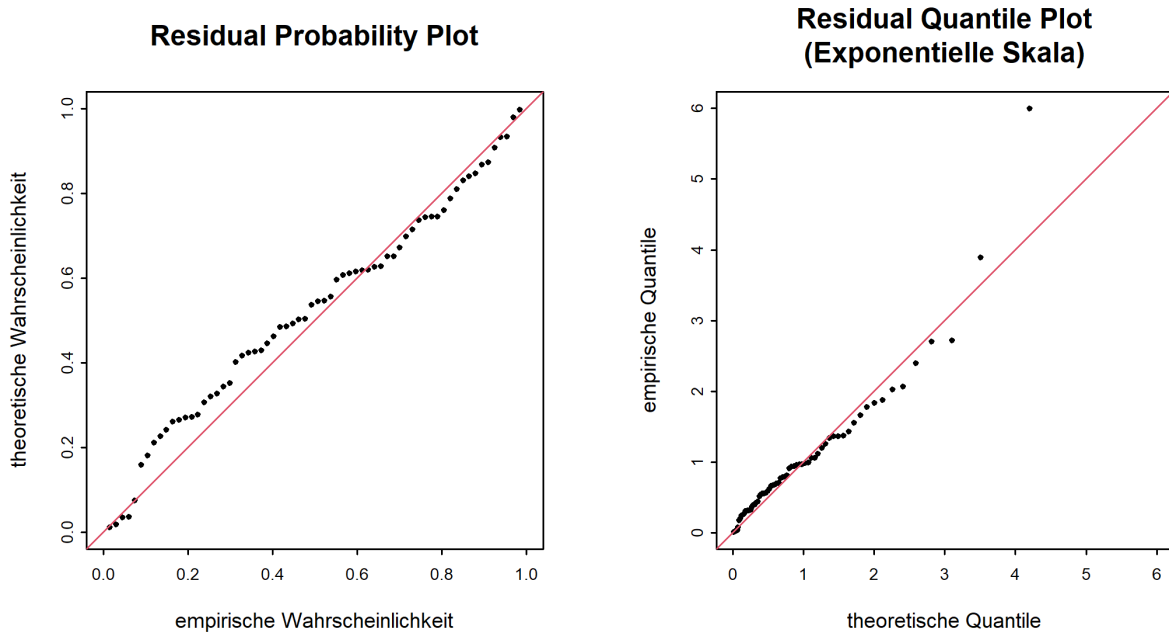 Residual Probability Plot
theoretische Wahrscheinlichkeit
1.0
0.8
0.6
0.4
0.2
0.0
0.0 0.2 0.4 0.6 0.8 1.0
empirische Wahrscheinlichkeit
Residual Quantile Plot
(Exponentielle Skala)
empirische Quantile
6
5
4
3
2
1
0
0 1 2 3 4 5 6
theoretische Quantile